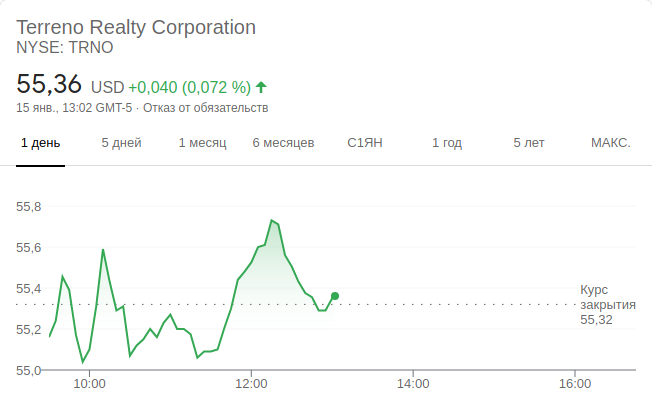 Terreno Realty Corporation
NYSE: TRNO
55,36 USD +0,040 (0,072 %)
15 янв., 13:02 GMT-5 · Отказ от обязательств
1 день 5 дней 1 месяц 6 месяцев С1ЯН 1 год 5 лет МАКС.
55,8
55,6
55,4
Курс
закрытия
55,32
55,2
55,0
10:00 12:00 14:00 16:00